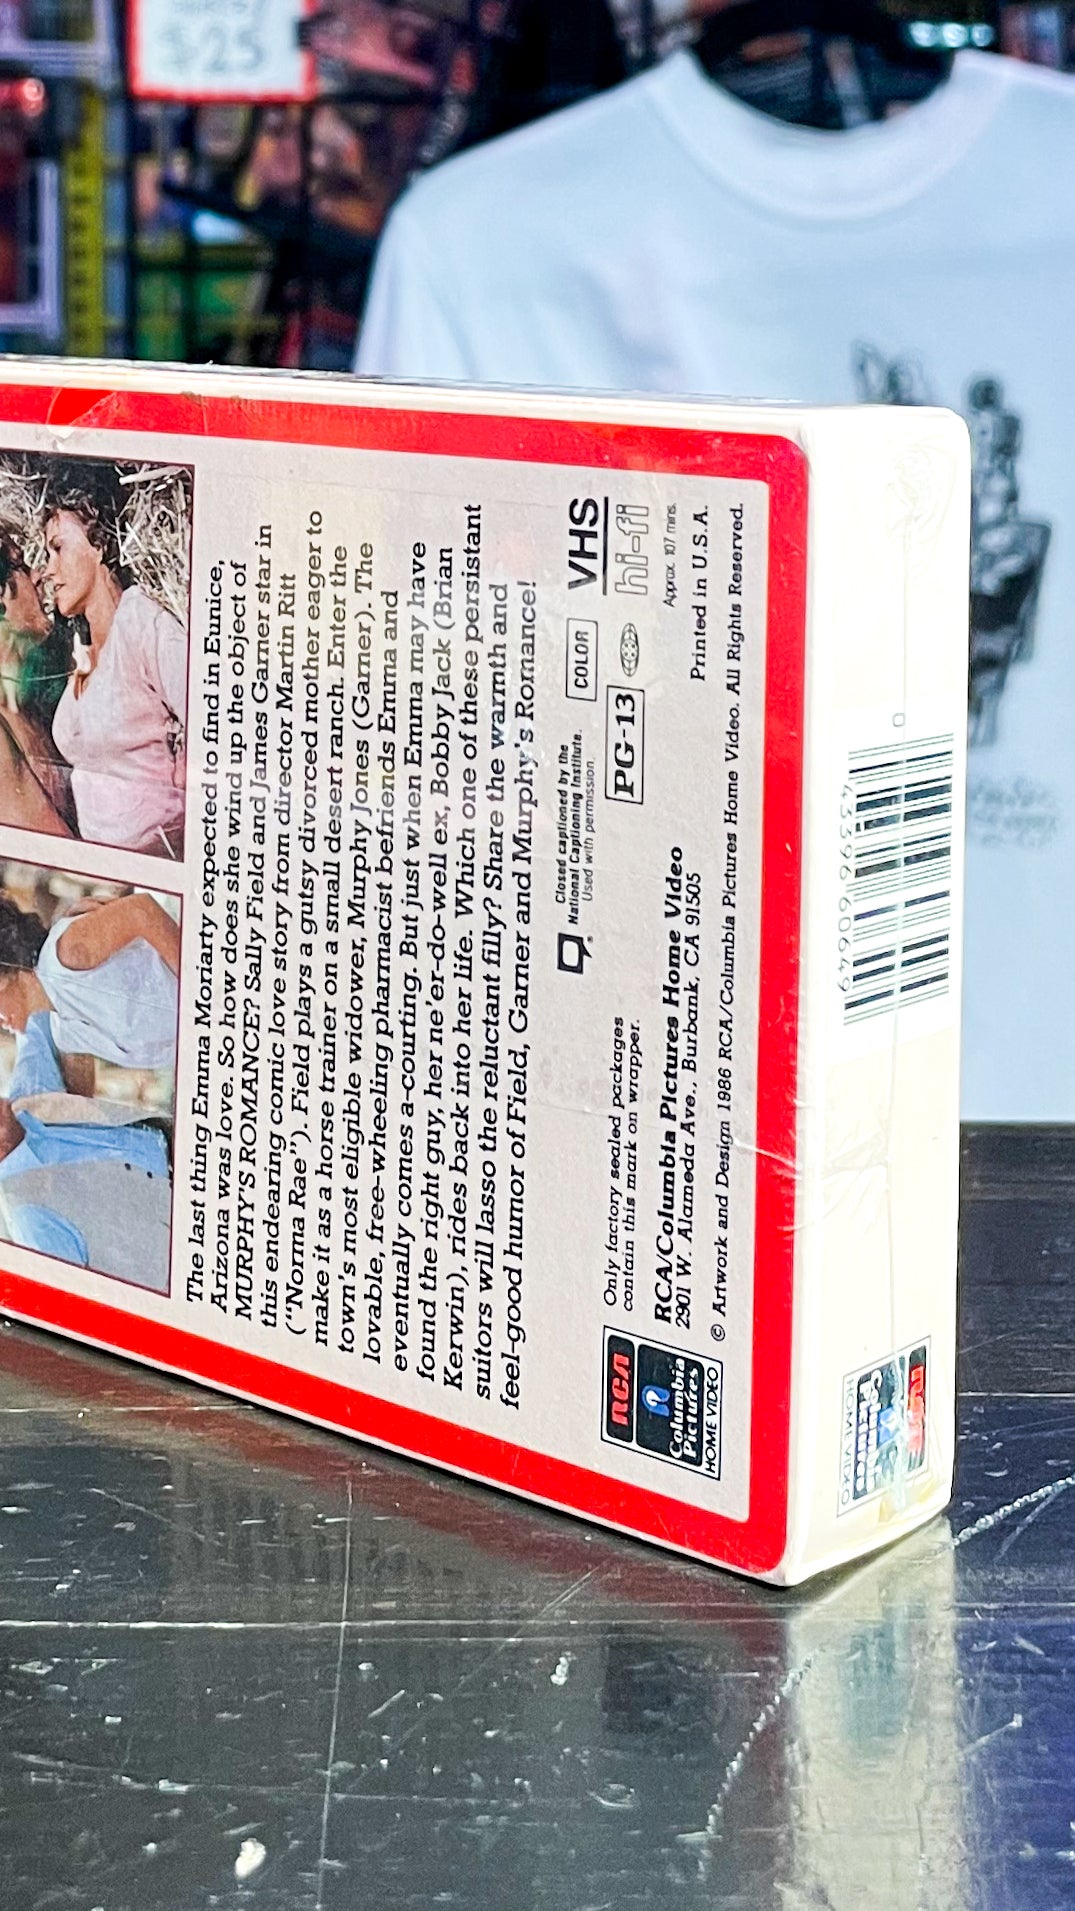 $25
The last thing Emma Moriarty expected to find in Eunice,
Arizona was love. So how does she wind up the object of
MURPHY'S ROMANCE? Sally Field and James Garner star in
this endearing comic love story from director Martin Ritt
("Norma Rae"). Field plays a gutsy divorced mother eager to
make it as a horse trainer on a small desert ranch. Enter the
town's most eligible widower, Murphy Jones (Garner). The
lovable, free-wheeling pharmacist befriends Emma and
eventually comes a-courting. But just when Emma may have
found the right guy, her ne'er-do-well ex, Bobby Jack (Brian
Kerwin), rides back into her life. Which one of these persistant
suitors will lasso the reluctant filly? Share the warmth and
feel-good humor of Field, Garner and Murphy's Romance!
Closed captioned by the
National Captioning Institute.
Used with permission.
COLOR
VHS
hi-fi
PG-13
Approx. 107 mins.
Printed in U.S.A.
Only factory sealed packages
contain this mark on wrapper.
RCA/Columbia Pictures Home Video
2901 W. Alameda Ave., Burbank, CA 91505
© Artwork and Design 1986 RCA/Columbia Pictures Home Video. All Rights Reserved.
RCA
Columbia
Pictures
HOME VIDEO
0
43396 60649
RCA
Columbia
Pictures
HOME VIDEO